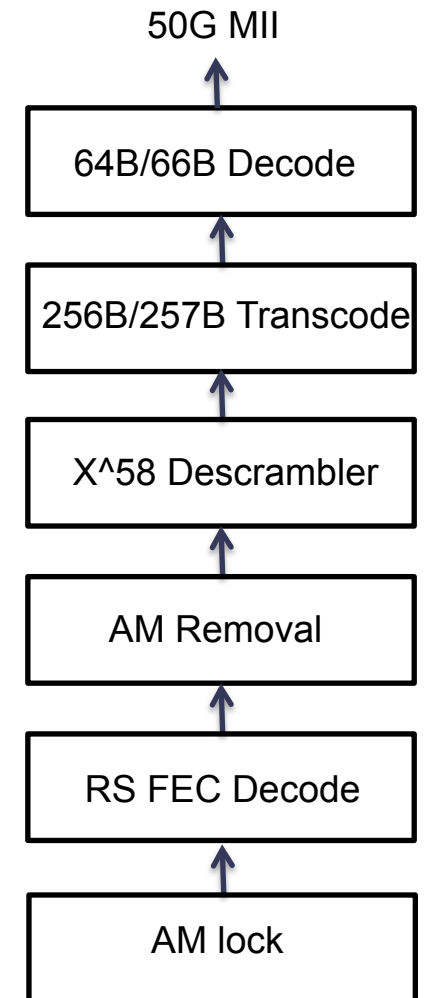 50G MII
64B/66B Decode
256B/257B Transcode
X^58 Descrambler
AM Removal
RS FEC Decode
AM lock